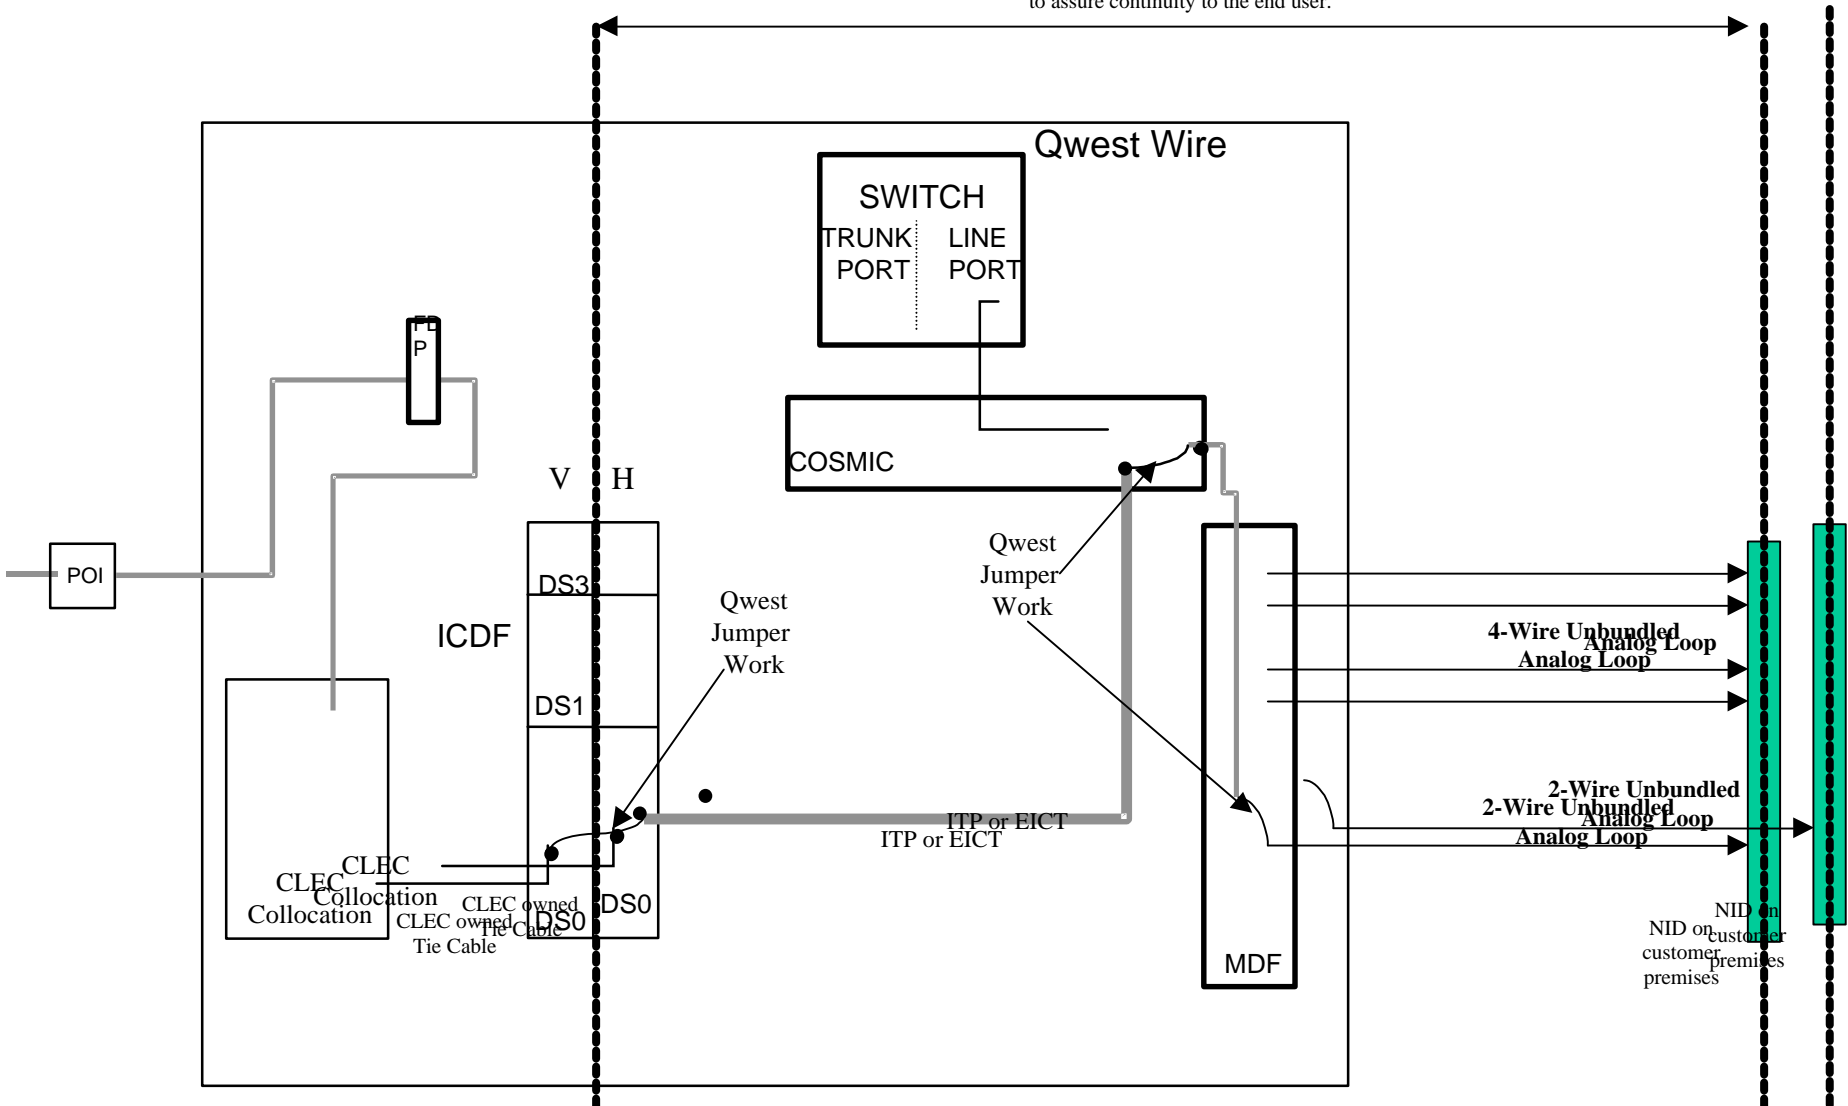 to assure continuity to the end user.
Qwest Wire
SWITCH
TRUNK
PORT
LINE
PORT
FD
P
COSMIC
V
H
Qwest
Jumper
Work
POI
DS3
ICDF
Qwest
Jumper
Work
DS1
4-Wire Unbundled
Analog Loop
Analog Loop
2-Wire Unbundled
Analog Loop
2-Wire Unbundled
Analog Loop
ITP or EICT
ITP or EICT
CLEC
Collocation
CLEC
Collocation
CLEC owned
Tie Cable
CLEC owned
Tie Cable
DS0
DS0
MDF
NID on
customer
premises
NID on
customer
premises